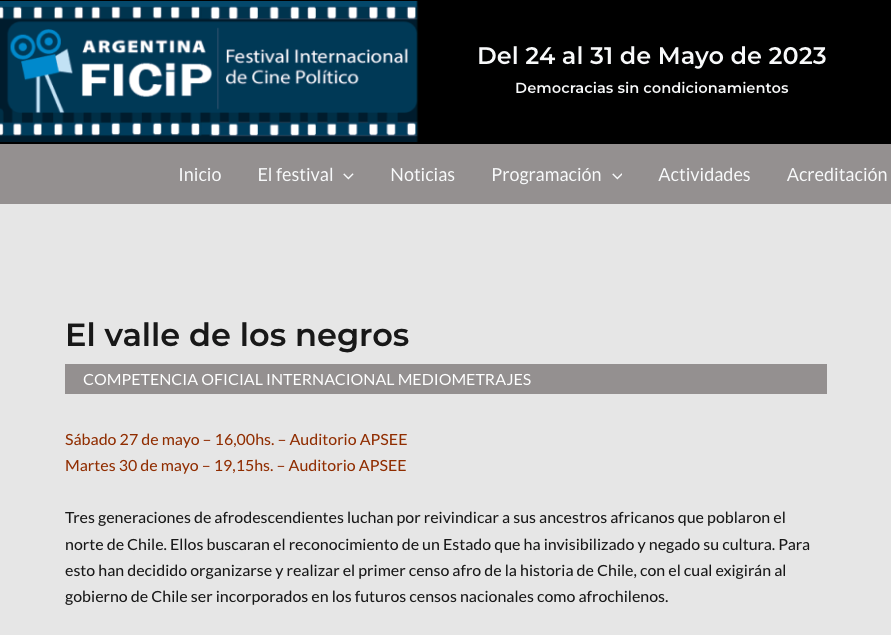 ARGENTINA
FICiP
Festival Internacional
de Cine Político
Del 24 al 31 de Mayo de 2023
Democracias sin condicionamientos
Inicio
El festival
Noticias
Programación
Actividades
Acreditación
El valle de los negros
COMPETENCIA OFICIAL INTERNACIONAL MEDIOMETRAJES
Sábado 27 de mayo – 16,00hs. – Auditorio APSEE
Martes 30 de mayo – 19,15hs. – Auditorio APSEE
Tres generaciones de afrodescendientes luchan por reivindicar a sus ancestros africanos que poblaron el
norte de Chile. Ellos buscaran el reconocimiento de un Estado que ha invisibilizado y negado su cultura. Para
esto han decidido organizarse y realizar el primer censo afro de la historia de Chile, con el cual exigirán al
gobierno de Chile ser incorporados en los futuros censos nacionales como afrochilenos.